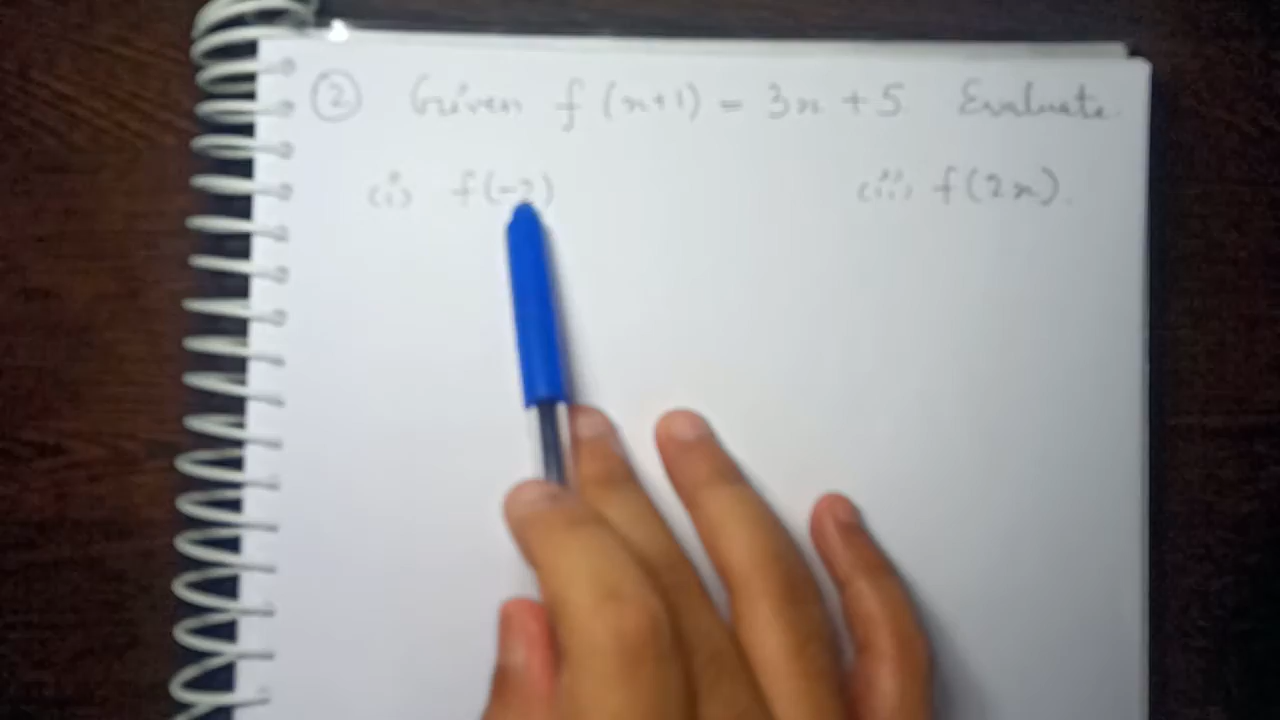 ② Given f(x+1) = 3x + 5 Evaluate
(i) f(-2) (ii) f(2x).